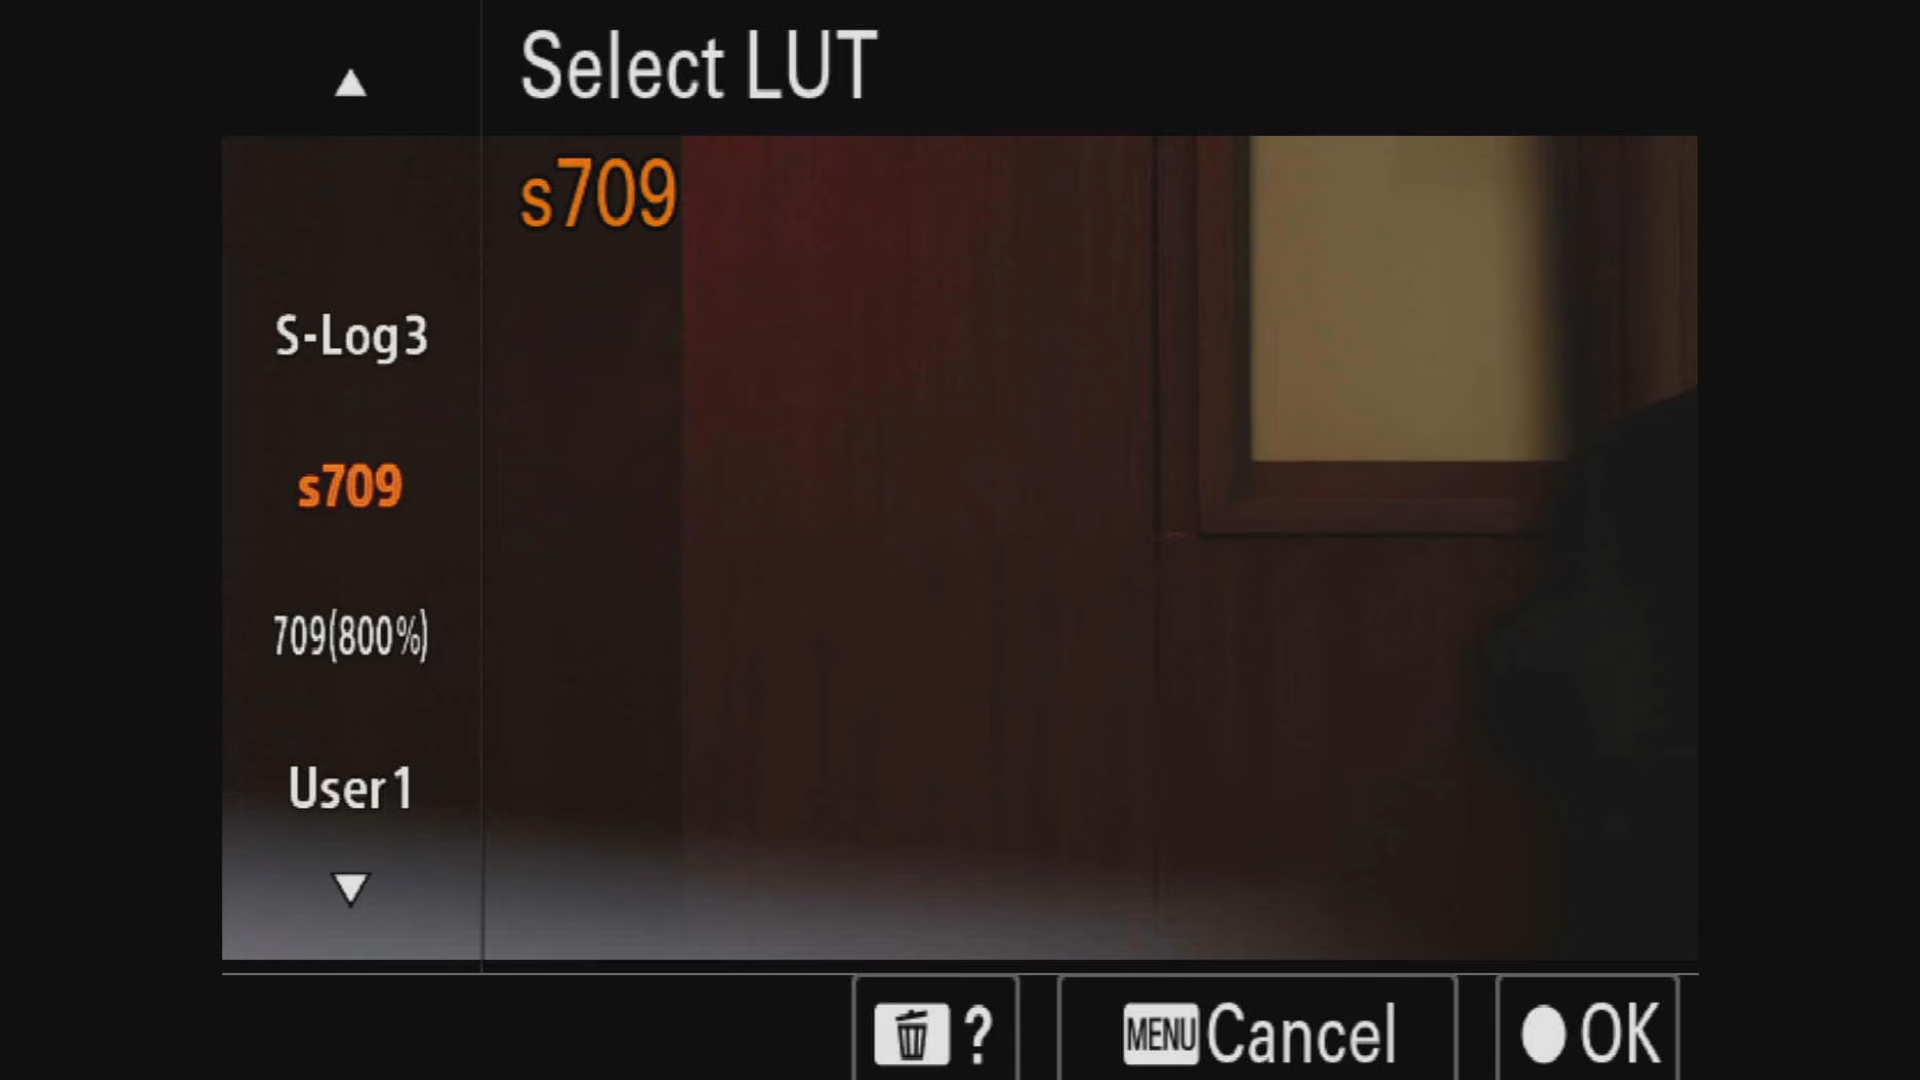 Select LUT
s709
S-Log3
s709
709(800%)
User1
? MENU Cancel OK